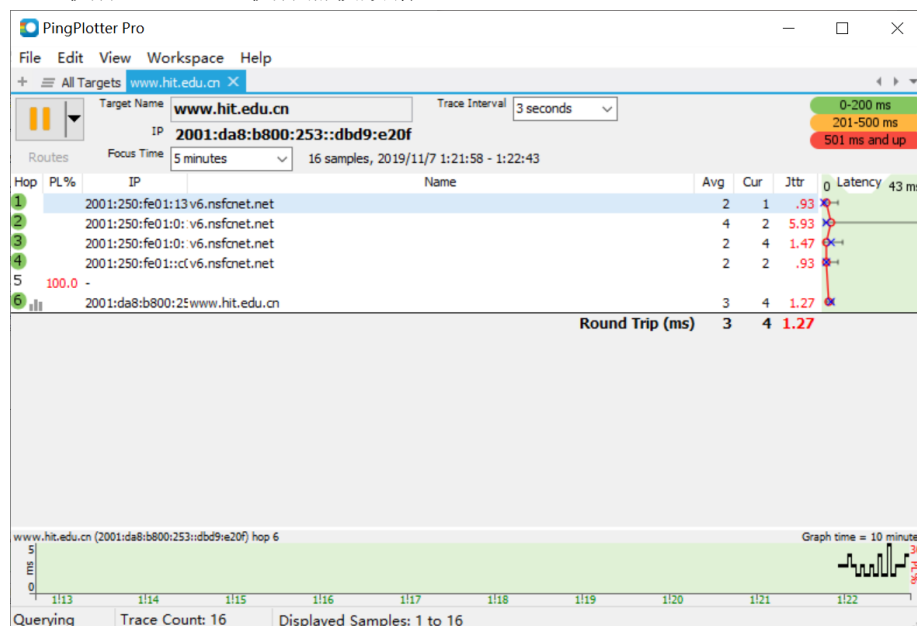 PingPlotter Pro
File Edit View Workspace Help
+ All Targets www.hit.edu.cn ×
Target Name www.hit.edu.cn Trace Interval 3 seconds 0-200 ms
IP 2001:da8:b800:253::dbd9:e20f 201-500 ms
501 ms and up
Routes Focus Time 5 minutes 16 samples, 2019/11/7 1:21:58 - 1:22:43
Hop PL% IP Name Avg Cur Jttr 0 Latency 43 ms
1 2001:250:fe01:13 v6.nsfcnet.net 2 1 .93
2 2001:250:fe01:0: v6.nsfcnet.net 4 2 5.93
3 2001:250:fe01:0: v6.nsfcnet.net 2 4 1.47
4 2001:250:fe01::c( v6.nsfcnet.net 2 2 .93
5 100.0 -
6 2001:da8:b800:25 www.hit.edu.cn 3 4 1.27
Round Trip (ms) 3 4 1.27
www.hit.edu.cn (2001:da8:b800:253::dbd9:e20f) hop 6 Graph time = 10 minute
5 30
ms PL%
0
1:13 1:14 1:15 1:16 1:17 1:18 1:19 1:20 1:21 1:22
Querying Trace Count: 16 Displayed Samples: 1 to 16